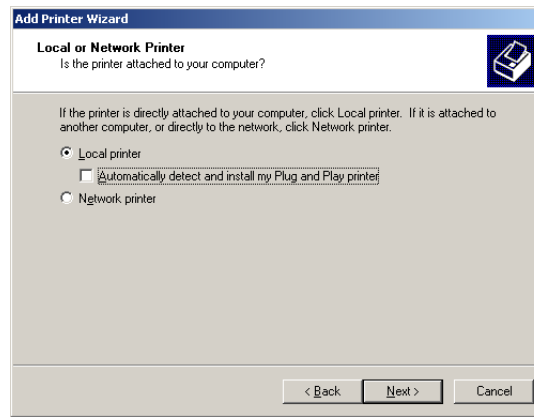 Add Printer Wizard
Local or Network Printer
Is the printer attached to your computer?
If the printer is directly attached to your computer, click Local printer. If it is attached to
another computer, or directly to the network, click Network printer.
Local printer
Automatically detect and install my Plug and Play printer
Network printer
< Back
Next >
Cancel